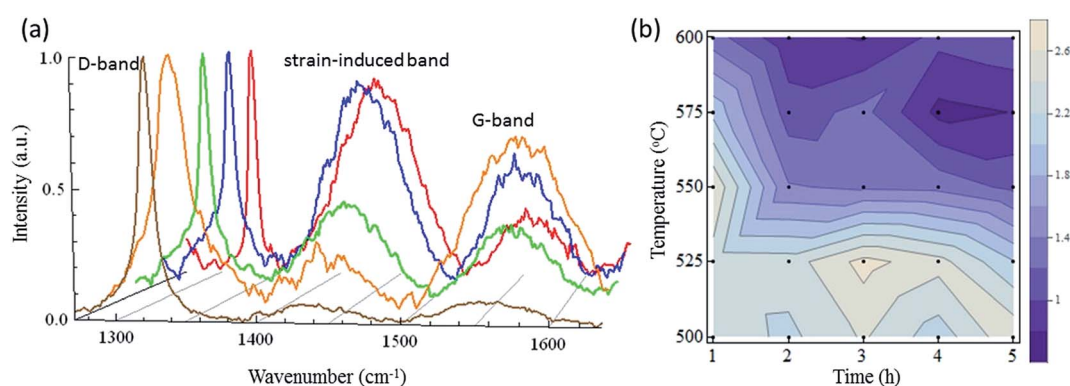 (a)
D-band
strain-induced band
G-band
1.0
0.5
0.0
Intensity (a.u.)
1300 1400 1500 1600
Wavenumber (cm⁻¹)
(b)
600
575
550
525
500
Temperature (°C)
1 2 3 4 5
Time (h)
2.6
2.2
1.8
1.4
1